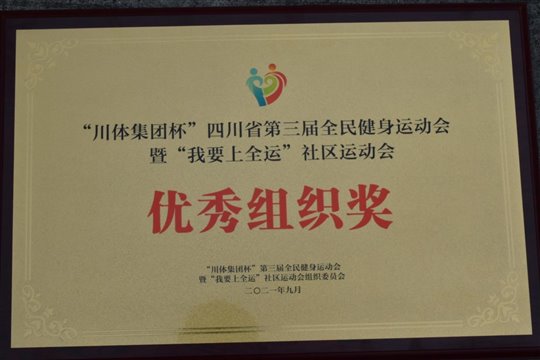 “川体集团杯”四川省第三届全民健身运动会
暨“我要上全运”社区运动会
优秀组织奖
“川体集团杯”第三届全民健身运动会
暨“我要上全运”社区运动会组织委员会
二〇二一年九月